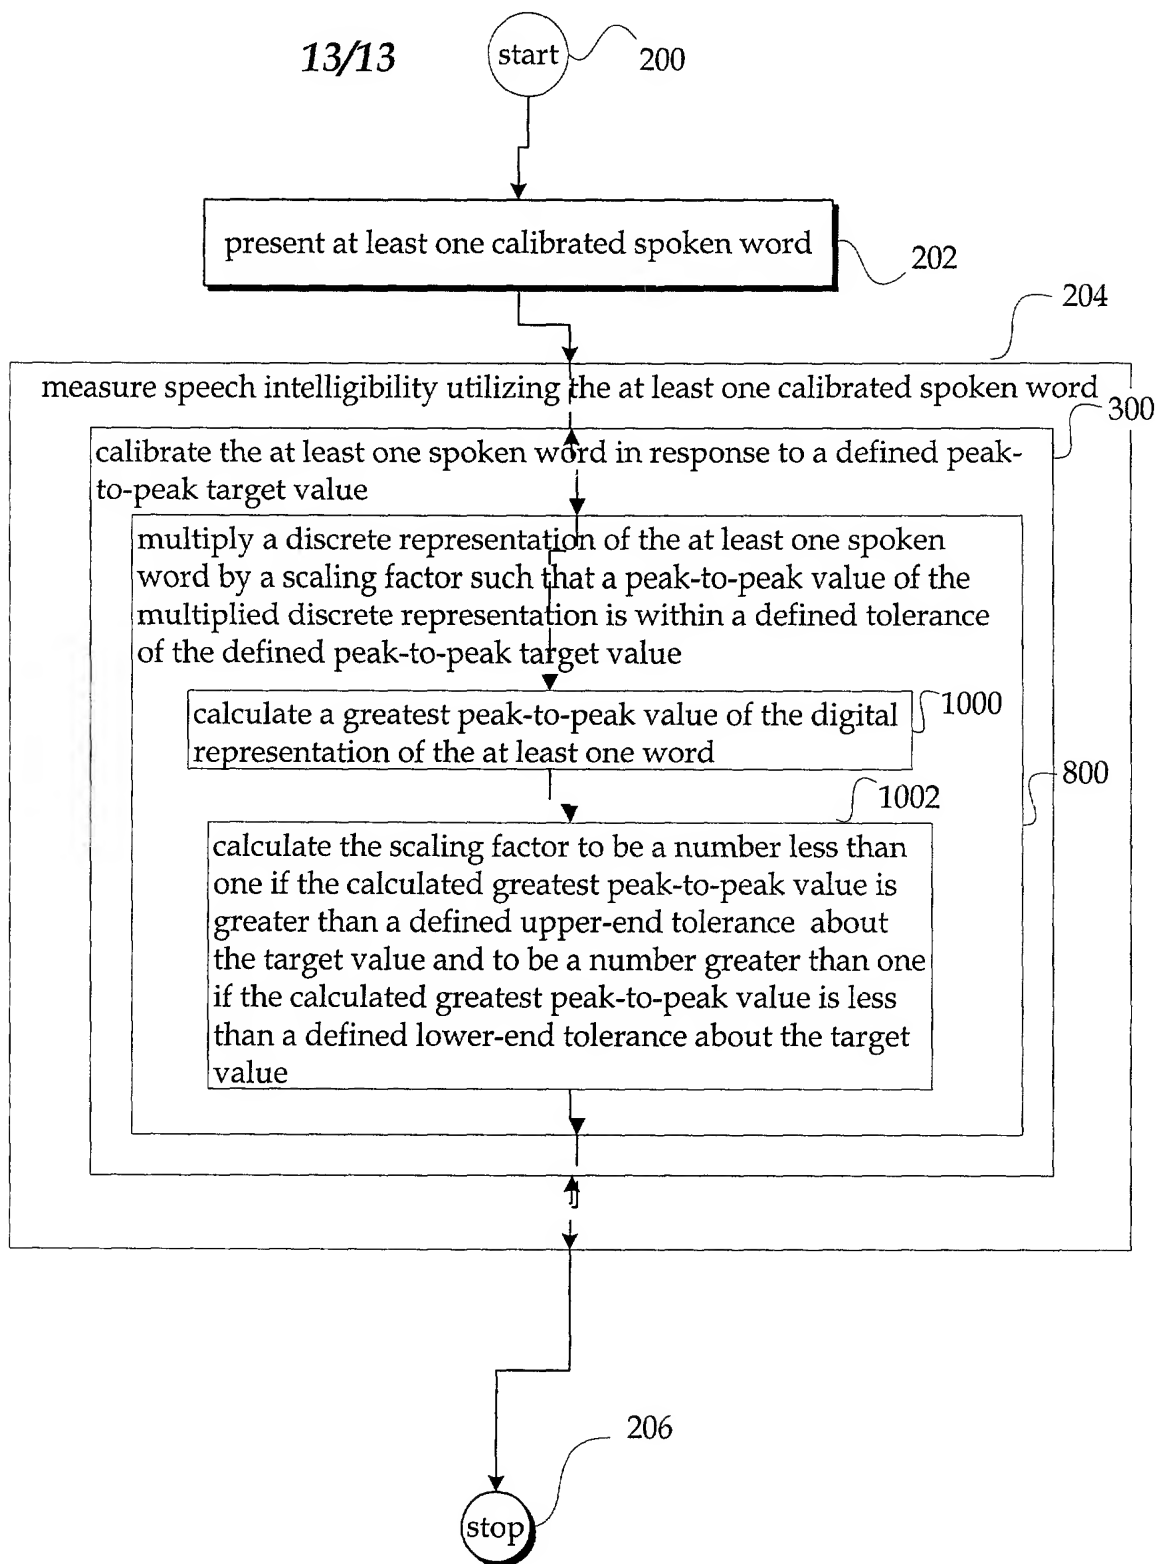 13/13
start
200
present at least one calibrated spoken word
202
204
measure speech intelligibility utilizing the at least one calibrated spoken word
300
calibrate the at least one spoken word in response to a defined peak-
to-peak target value
multiply a discrete representation of the at least one spoken
word by a scaling factor such that a peak-to-peak value of the
multiplied discrete representation is within a defined tolerance
of the defined peak-to-peak target value
calculate a greatest peak-to-peak value of the digital
representation of the at least one word
1000
800
1002
calculate the scaling factor to be a number less than
one if the calculated greatest peak-to-peak value is
greater than a defined upper-end tolerance about
the target value and to be a number greater than one
if the calculated greatest peak-to-peak value is less
than a defined lower-end tolerance about the target
value
206
stop